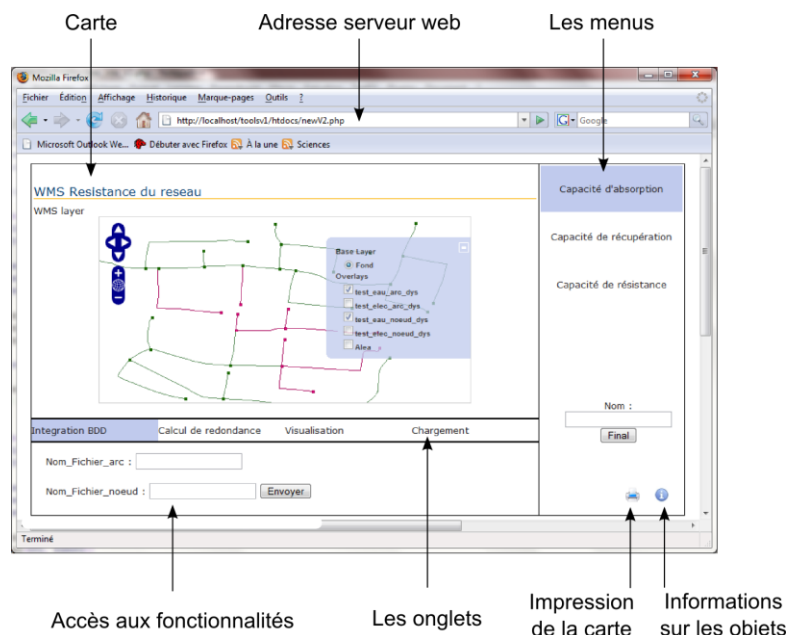 Carte
Adresse serveur web
Les menus
Mozilla Firefox
Fichier Édition Affichage Historique Marque-pages Outils ?
http://localhost/toolsv1/htdocs/newV2.php
G Google
Microsoft Outlook We... Débuter avec Firefox À la une Sciences
WMS Resistance du reseau
WMS layer
Base Layer
Fond
Overlays
test_eau_arc_dys
test_elec_arc_dys
test_eau_noeud_dys
test_elec_noeud_dys
Alea
Capacité d'absorption
Capacité de récupération
Capacité de résistance
Nom :
Final
Integration BDD
Calcul de redondance
Visualisation
Chargement
Nom_Fichier_arc :
Nom_Fichier_noeud :
Envoyer
Terminé
Accès aux fonctionnalités
Les onglets
Impression
de la carte
Informations
sur les objets